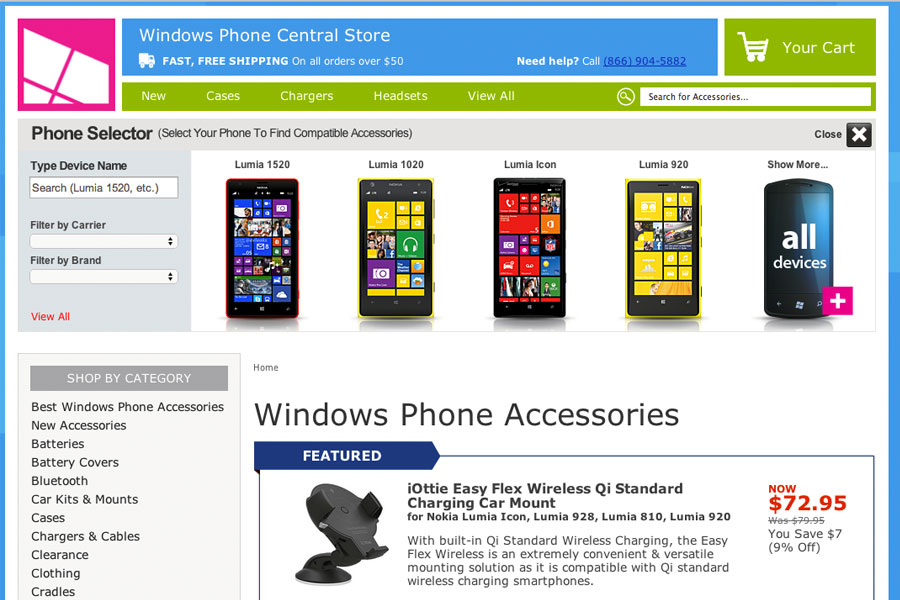 Windows Phone Central Store
FAST, FREE SHIPPING On all orders over $50
Need help? Call (866) 904-5882
Your Cart
New
Cases
Chargers
Headsets
View All
Search for Accessories...
Phone Selector (Select Your Phone To Find Compatible Accessories)
Close
Type Device Name
Search (Lumia 1520, etc.)
Filter by Carrier
Filter by Brand
View All
Lumia 1520
Lumia 1020
Lumia Icon
Lumia 920
Show More...
all
devices
SHOP BY CATEGORY
Best Windows Phone Accessories
New Accessories
Batteries
Battery Covers
Bluetooth
Car Kits & Mounts
Cases
Chargers & Cables
Clearance
Clothing
Cradles
Home
Windows Phone Accessories
FEATURED
iOttie Easy Flex Wireless Qi Standard
Charging Car Mount
for Nokia Lumia Icon, Lumia 928, Lumia 810, Lumia 920
With built-in Qi Standard Wireless Charging, the Easy
Flex Wireless is an extremely convenient & versatile
mounting solution as it is compatible with Qi standard
wireless charging smartphones.
NOW
$72.95
Was $79.95
You Save $7
(9% Off)